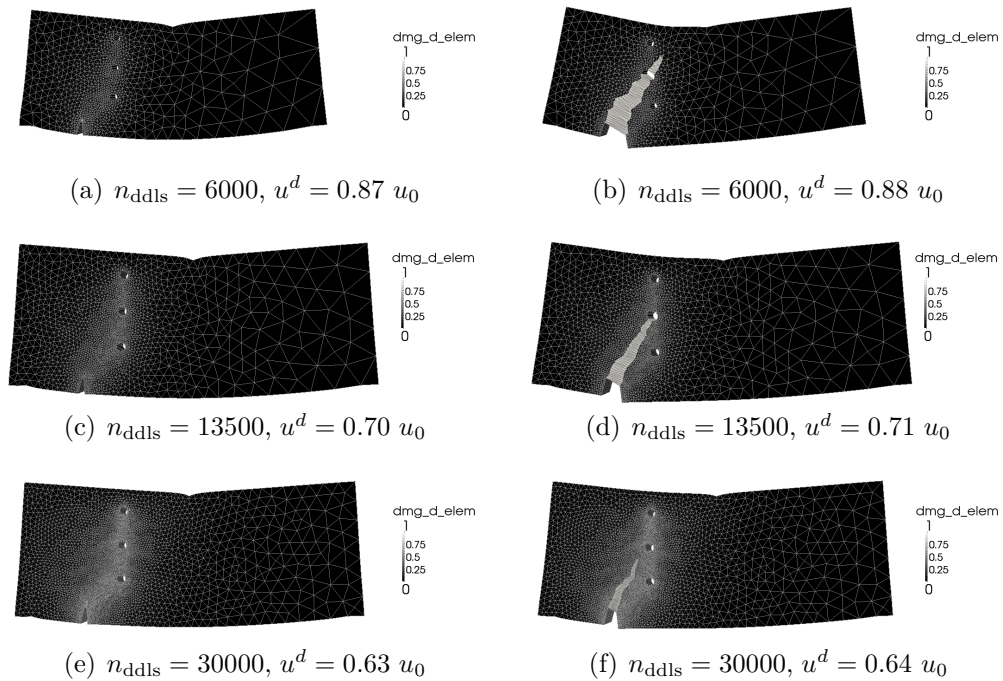 dmg_d_elem
1
0.75
0.5
0.25
0
dmg_d_elem
1
0.75
0.5
0.25
0
(a) n_ddls = 6000, u^d = 0.87 u_0
(b) n_ddls = 6000, u^d = 0.88 u_0
dmg_d_elem
1
0.75
0.5
0.25
0
dmg_d_elem
1
0.75
0.5
0.25
0
(c) n_ddls = 13500, u^d = 0.70 u_0
(d) n_ddls = 13500, u^d = 0.71 u_0
dmg_d_elem
1
0.75
0.5
0.25
0
dmg_d_elem
1
0.75
0.5
0.25
0
(e) n_ddls = 30000, u^d = 0.63 u_0
(f) n_ddls = 30000, u^d = 0.64 u_0